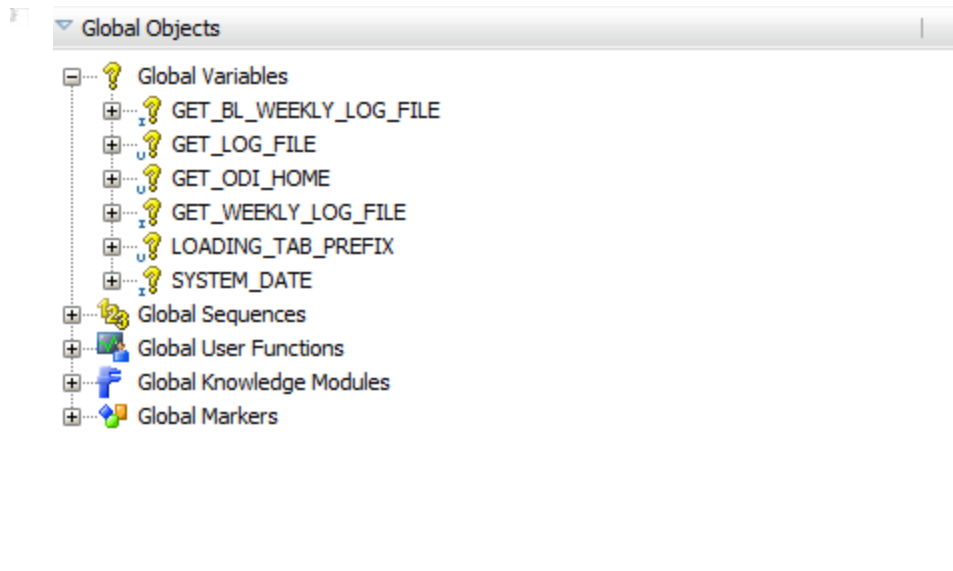 Global Objects
Global Variables
GET_BL_WEEKLY_LOG_FILE
GET_LOG_FILE
GET_ODI_HOME
GET_WEEKLY_LOG_FILE
LOADING_TAB_PREFIX
SYSTEM_DATE
Global Sequences
Global User Functions
Global Knowledge Modules
Global Markers